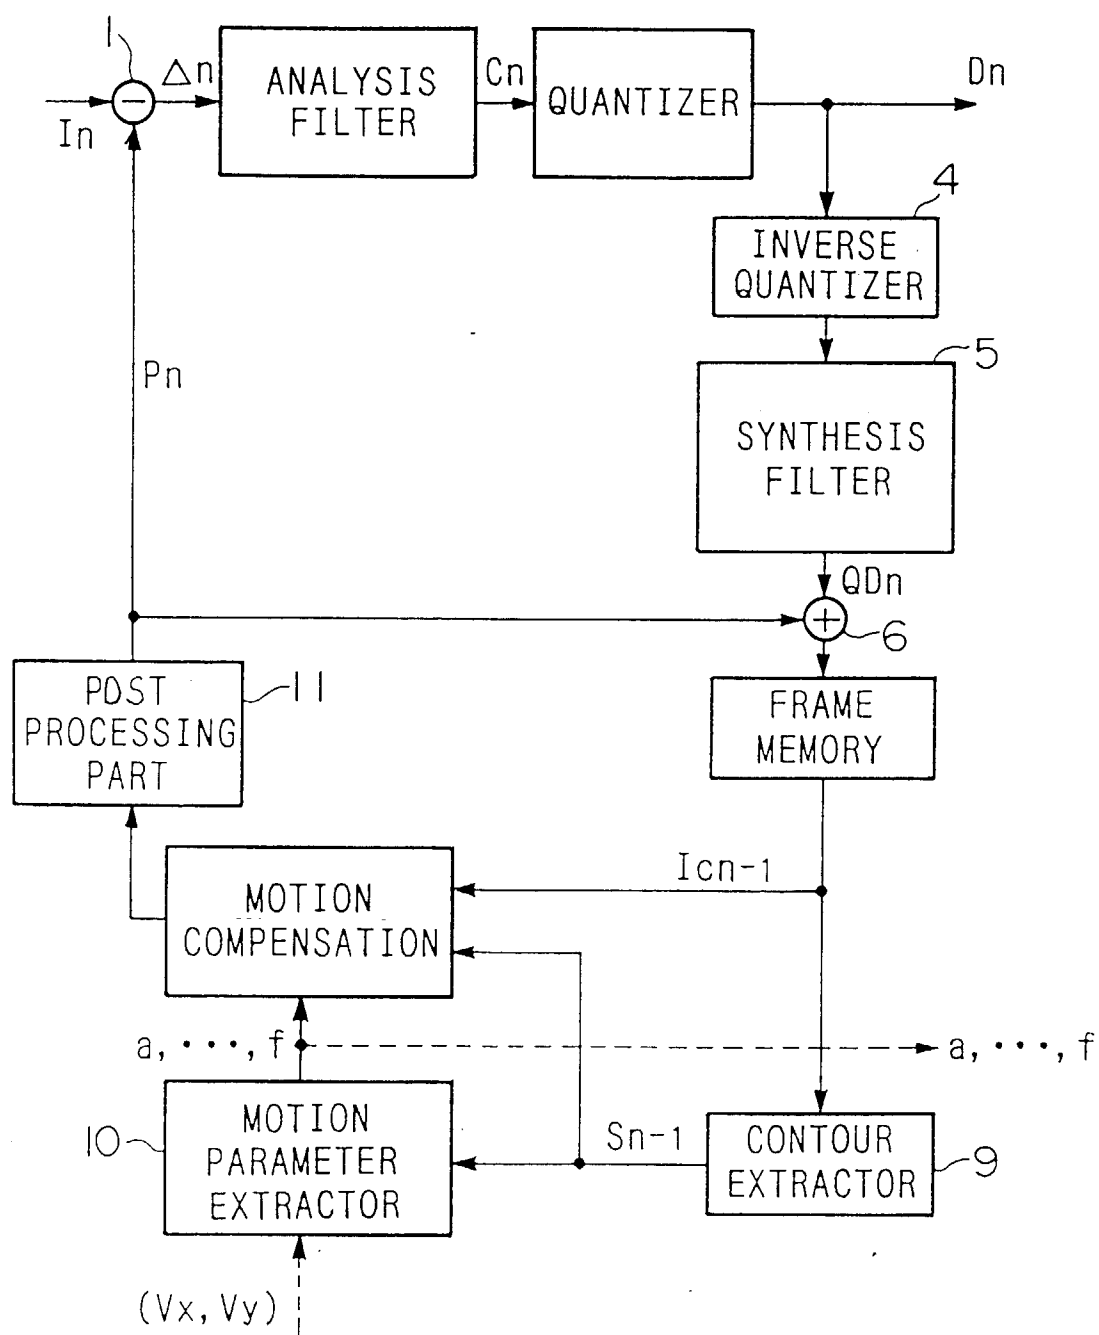 1
In
Δn
ANALYSIS
FILTER
Cn
QUANTIZER
Dn
4
INVERSE
QUANTIZER
5
SYNTHESIS
FILTER
QDn
6
Pn
POST
PROCESSING
PART
11
FRAME
MEMORY
Icn-1
MOTION
COMPENSATION
a, ···, f
a, ···, f
10
MOTION
PARAMETER
EXTRACTOR
Sn-1
CONTOUR
EXTRACTOR
9
(Vx, Vy)